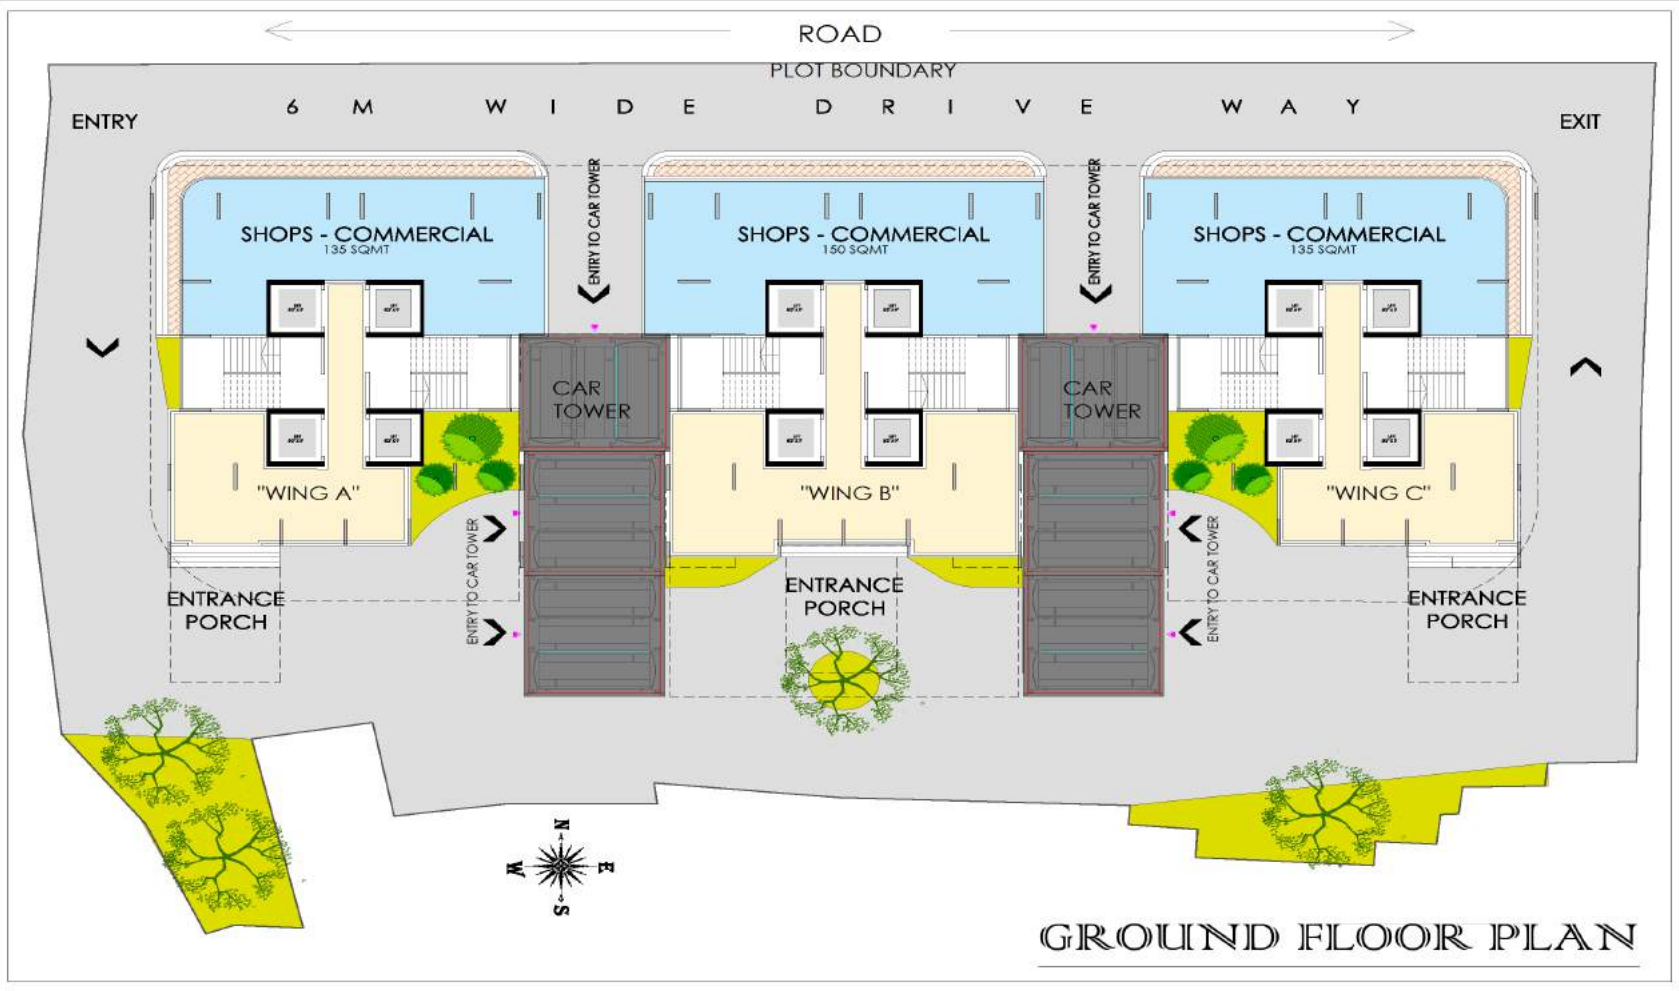 ROAD
PLOT BOUNDARY
6 M WIDE DRIVE WAY
ENTRY
EXIT
ENTRY TO CAR TOWER
ENTRY TO CAR TOWER
SHOPS - COMMERCIAL
135 SQMT
SHOPS - COMMERCIAL
150 SQMT
SHOPS - COMMERCIAL
135 SQMT
CAR
TOWER
CAR
TOWER
"WING A"
"WING B"
"WING C"
ENTRY TO CAR TOWER
ENTRY TO CAR TOWER
ENTRANCE
PORCH
ENTRANCE
PORCH
ENTRANCE
PORCH
N
W
E
S
GROUND FLOOR PLAN